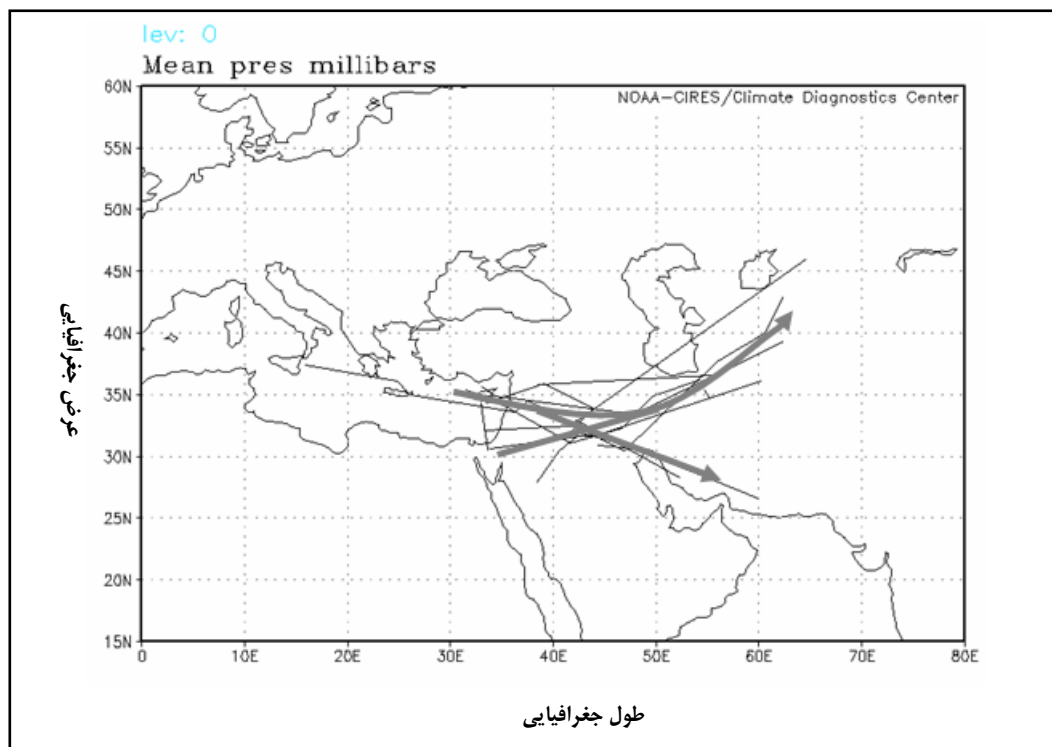 lev: 0
Mean pres millibars
NOAA-CIRES/Climate Diagnostics Center
60N
55N
50N
45N
40N
35N
30N
25N
20N
15N
0 10E 20E 30E 40E 50E 60E 70E 80E
عرض جغرافیایی
طول جغرافیایی